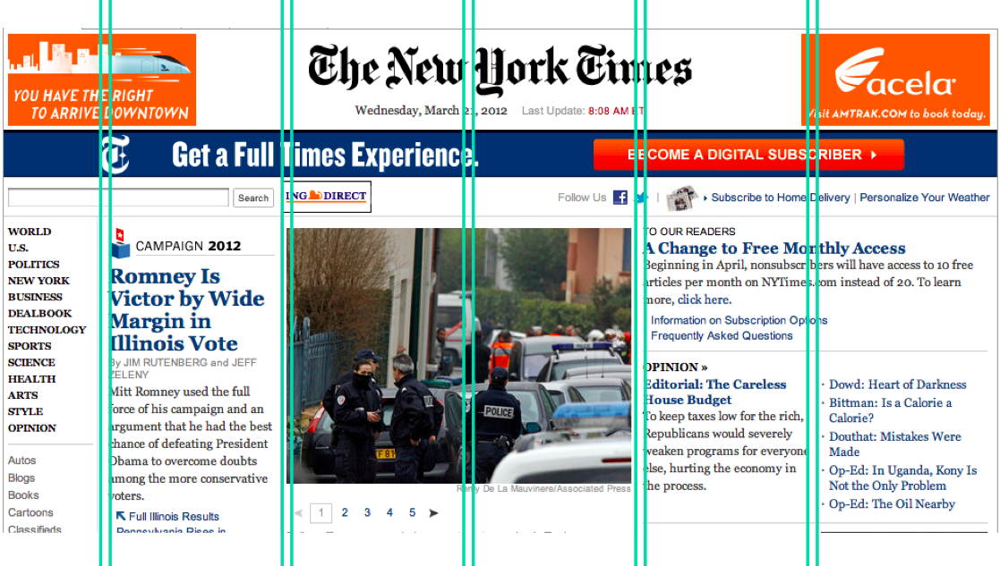 YOU HAVE THE RIGHT
TO ARRIVE DOWNTOWN
The New York Times
Wednesday, March 21, 2012 Last Update: 8:08 AM ET
acela
Visit AMTRAK.COM to book today.
T Get a Full Times Experience.
BECOME A DIGITAL SUBSCRIBER
Search
ING DIRECT
Follow Us
Subscribe to Home Delivery | Personalize Your Weather
WORLD
U.S.
POLITICS
NEW YORK
BUSINESS
DEALBOOK
TECHNOLOGY
SPORTS
SCIENCE
HEALTH
ARTS
STYLE
OPINION
Autos
Blogs
Books
Cartoons
Classifieds
CAMPAIGN 2012
Romney Is
Victor by Wide
Margin in
Illinois Vote
By JIM RUTENBERG and JEFF
ZELENY
Mitt Romney used the full
force of his campaign and an
argument that he had the best
chance of defeating President
Obama to overcome doubts
among the more conservative
voters.
Full Illinois Results
Pennsylvania Rises in
POLICE
Remy De La Mauvinere/Associated Press
1 2 3 4 5
TO OUR READERS
A Change to Free Monthly Access
Beginning in April, nonsubscribers will have access to 10 free
articles per month on NYTimes.com instead of 20. To learn
more, click here.
Information on Subscription Options
Frequently Asked Questions
OPINION »
Editorial: The Careless
House Budget
To keep taxes low for the rich,
Republicans would severely
weaken programs for everyone
else, hurting the economy in
the process.
· Dowd: Heart of Darkness
· Bittman: Is a Calorie a
Calorie?
· Douthat: Mistakes Were
Made
· Op-Ed: In Uganda, Kony Is
Not the Only Problem
· Op-Ed: The Oil Nearby